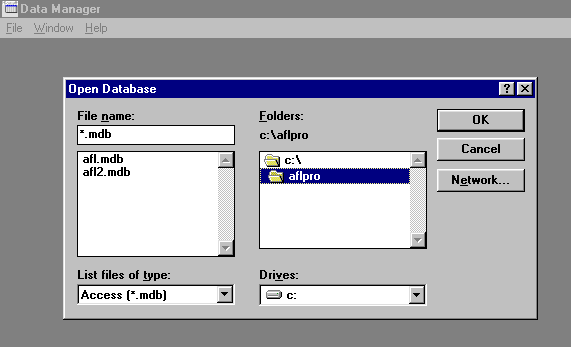 Data Manager
File Window Help
Open Database
? ×
File name:
*.mdb
afl.mdb
afl2.mdb
List files of type:
Access (*.mdb)
Folders:
c:\aflpro
c:\
aflpro
Drives:
c:
OK
Cancel
Network...